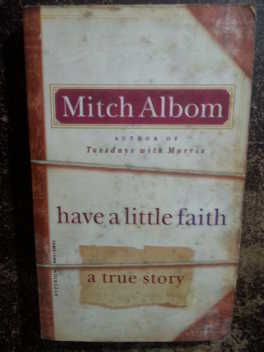 Mitch Albom
AUTHOR OF
Tuesdays with Morrie
have a little faith
a true story